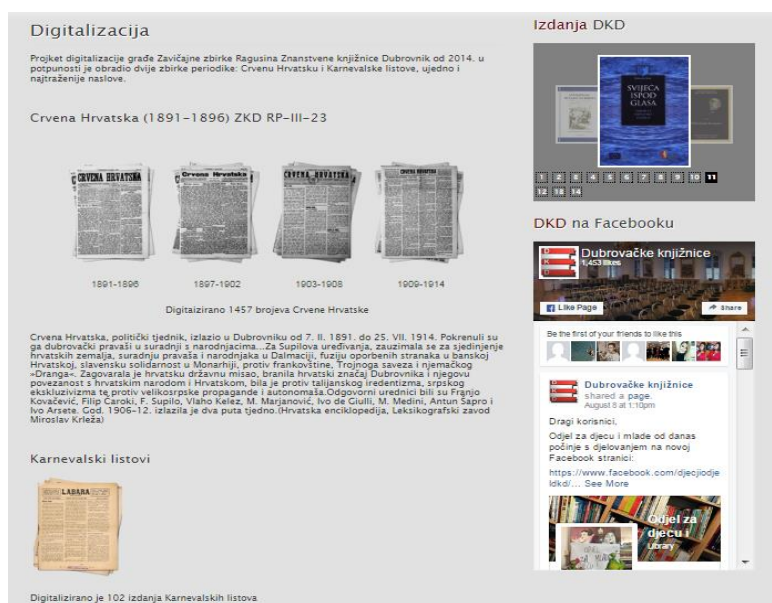 Digitalizacija
Projket digitalizacije građe Zavičajne zbirke Ragusina Znanstvene knjižnice Dubrovnik od 2014. u
potpunosti je obradio dvije zbirke periodike: Crvenu Hrvatsku i Karnevalske listove, ujedno i
najtraženije naslove.
Crvena Hrvatska (1891-1896) ZKD RP-III-23
CRVENA HRVATSKA
Crvena Hrvatska
CRVENA HRVATSKA
CRVENA HRVATSKA
1891-1896
1897-1902
1903-1908
1909-1914
Digitaizirano 1457 brojeva Crvene Hrvatske
Crvena Hrvatska, politički tjednik, izlazio u Dubrovniku od 7. II. 1891. do 25. VII. 1914. Pokrenuli su
ga dubrovački pravaši u suradnji s narodnjacima...Za Supilova uređivanja, zauzimala se za sjedinjenje
hrvatskih zemalja, suradnju pravaša i narodnjaka u Dalmaciji, fuziju oporbenih stranaka u banskoj
Hrvatskoj, slavensku solidarnost u Monarhiji, protiv frankovštine, Trojnoga saveza i njemačkog
»Dranga«. Zagovarala je hrvatsku državnu misao, branila hrvatski značaj Dubrovnika i njegovu
povezanost s hrvatskim narodom i Hrvatskom, bila je protiv talijanskog iredentizma, srpskog
ekskluzivizma te protiv velikosrpske propagande i autonomaša.Odgovorni urednici bili su Franjo
Kovačević, Filip Caroki, F. Supilo, Vlaho Kelez, M. Marjanović, Ivo de Giulli, M. Medini, Antun Sapro i
Ivo Arsete. God. 1906-12. izlazila je dva puta tjedno.(Hrvatska enciklopedija, Leksikografski zavod
Miroslav Krleža)
Karnevalski listovi
LABARA
Digitalizirano je 102 izdanja Karnevalskih listova
Izdanja DKD
SVIJEĆA
ISPOD
GLASA
1 2 3 4 5 6 7 8 9 10 11
12 13 14
DKD na Facebooku
Dubrovačke knjižnice
1,453 likes
Like Page
Share
Be the first of your friends to like this
Dubrovačke knjižnice
shared a page.
August 8 at 1:10pm
Dragi korisnici,
Odjel za djecu i mlade od danas
počinje s djelovanjem na novoj
Facebook stranici:
https://www.facebook.com/djecjiodje
ldkd/... See More
Odjel za
djecu i
Library